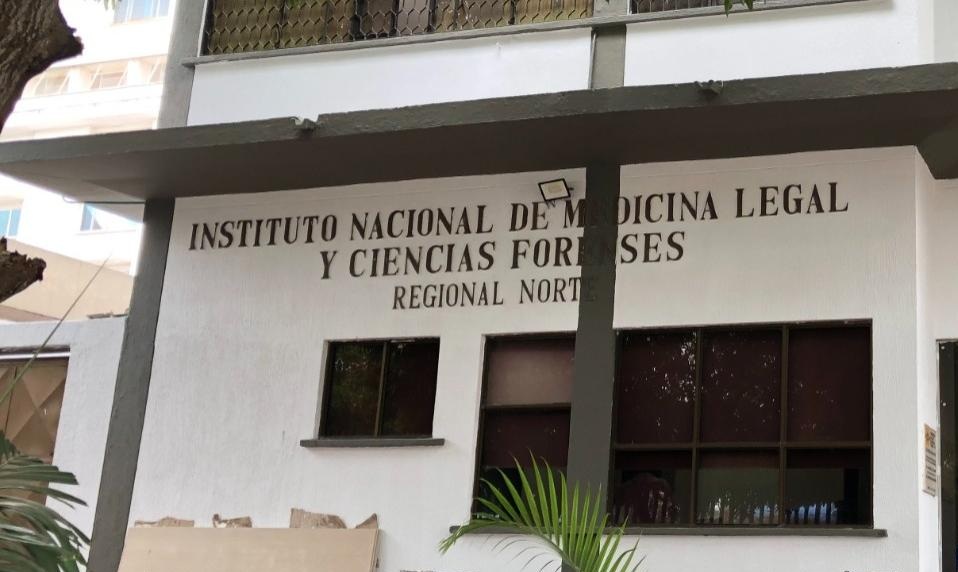 INSTITUTO NACIONAL DE MEDICINA LEGAL
Y CIENCIAS FORENSES
REGIONAL NORTE